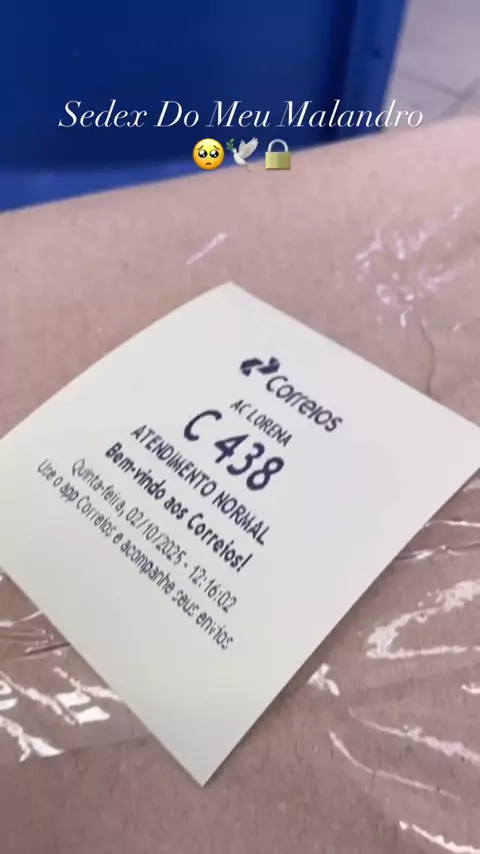 Sedex Do Meu Malandro
🥺🕊️🔒
Correios
AC LORENA
C 438
ATENDIMENTO NORMAL
Bem-vindo aos Correios!
Quinta-feira, 02/10/2025 - 12:16:02
Use o app Correios e acompanhe seus envios